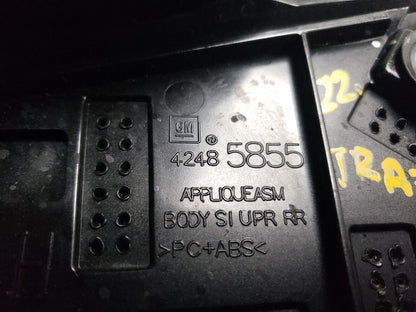 GM
®
4248 5855
APPLIQUEASM
BODY SI UPR RR
>PC+ABS<